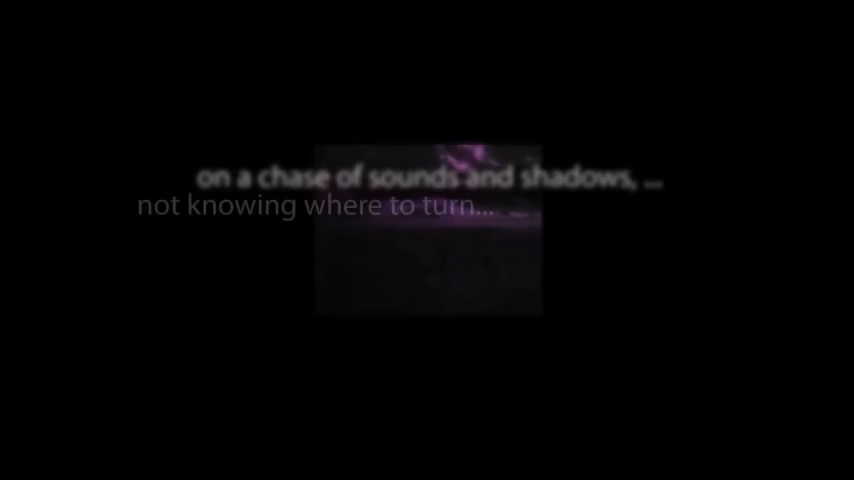 on a chase of sounds and shadows, ...
not knowing where to turn...